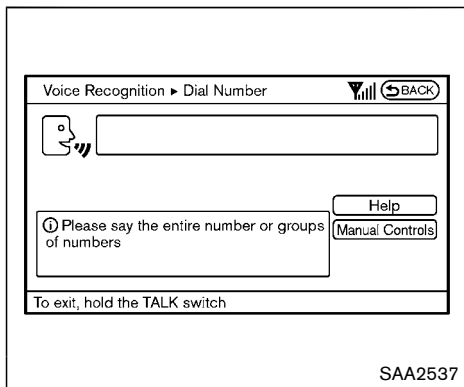 Voice Recognition ▸ Dial Number
BACK
Help
Manual Controls
ⓘ Please say the entire number or groups
of numbers
To exit, hold the TALK switch
SAA2537